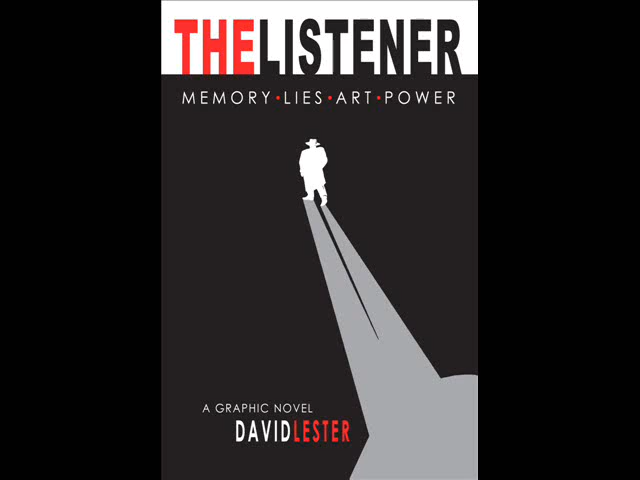 THELISTENER
MEMORY•LIES•ART•POWER
A GRAPHIC NOVEL
DAVIDLESTER